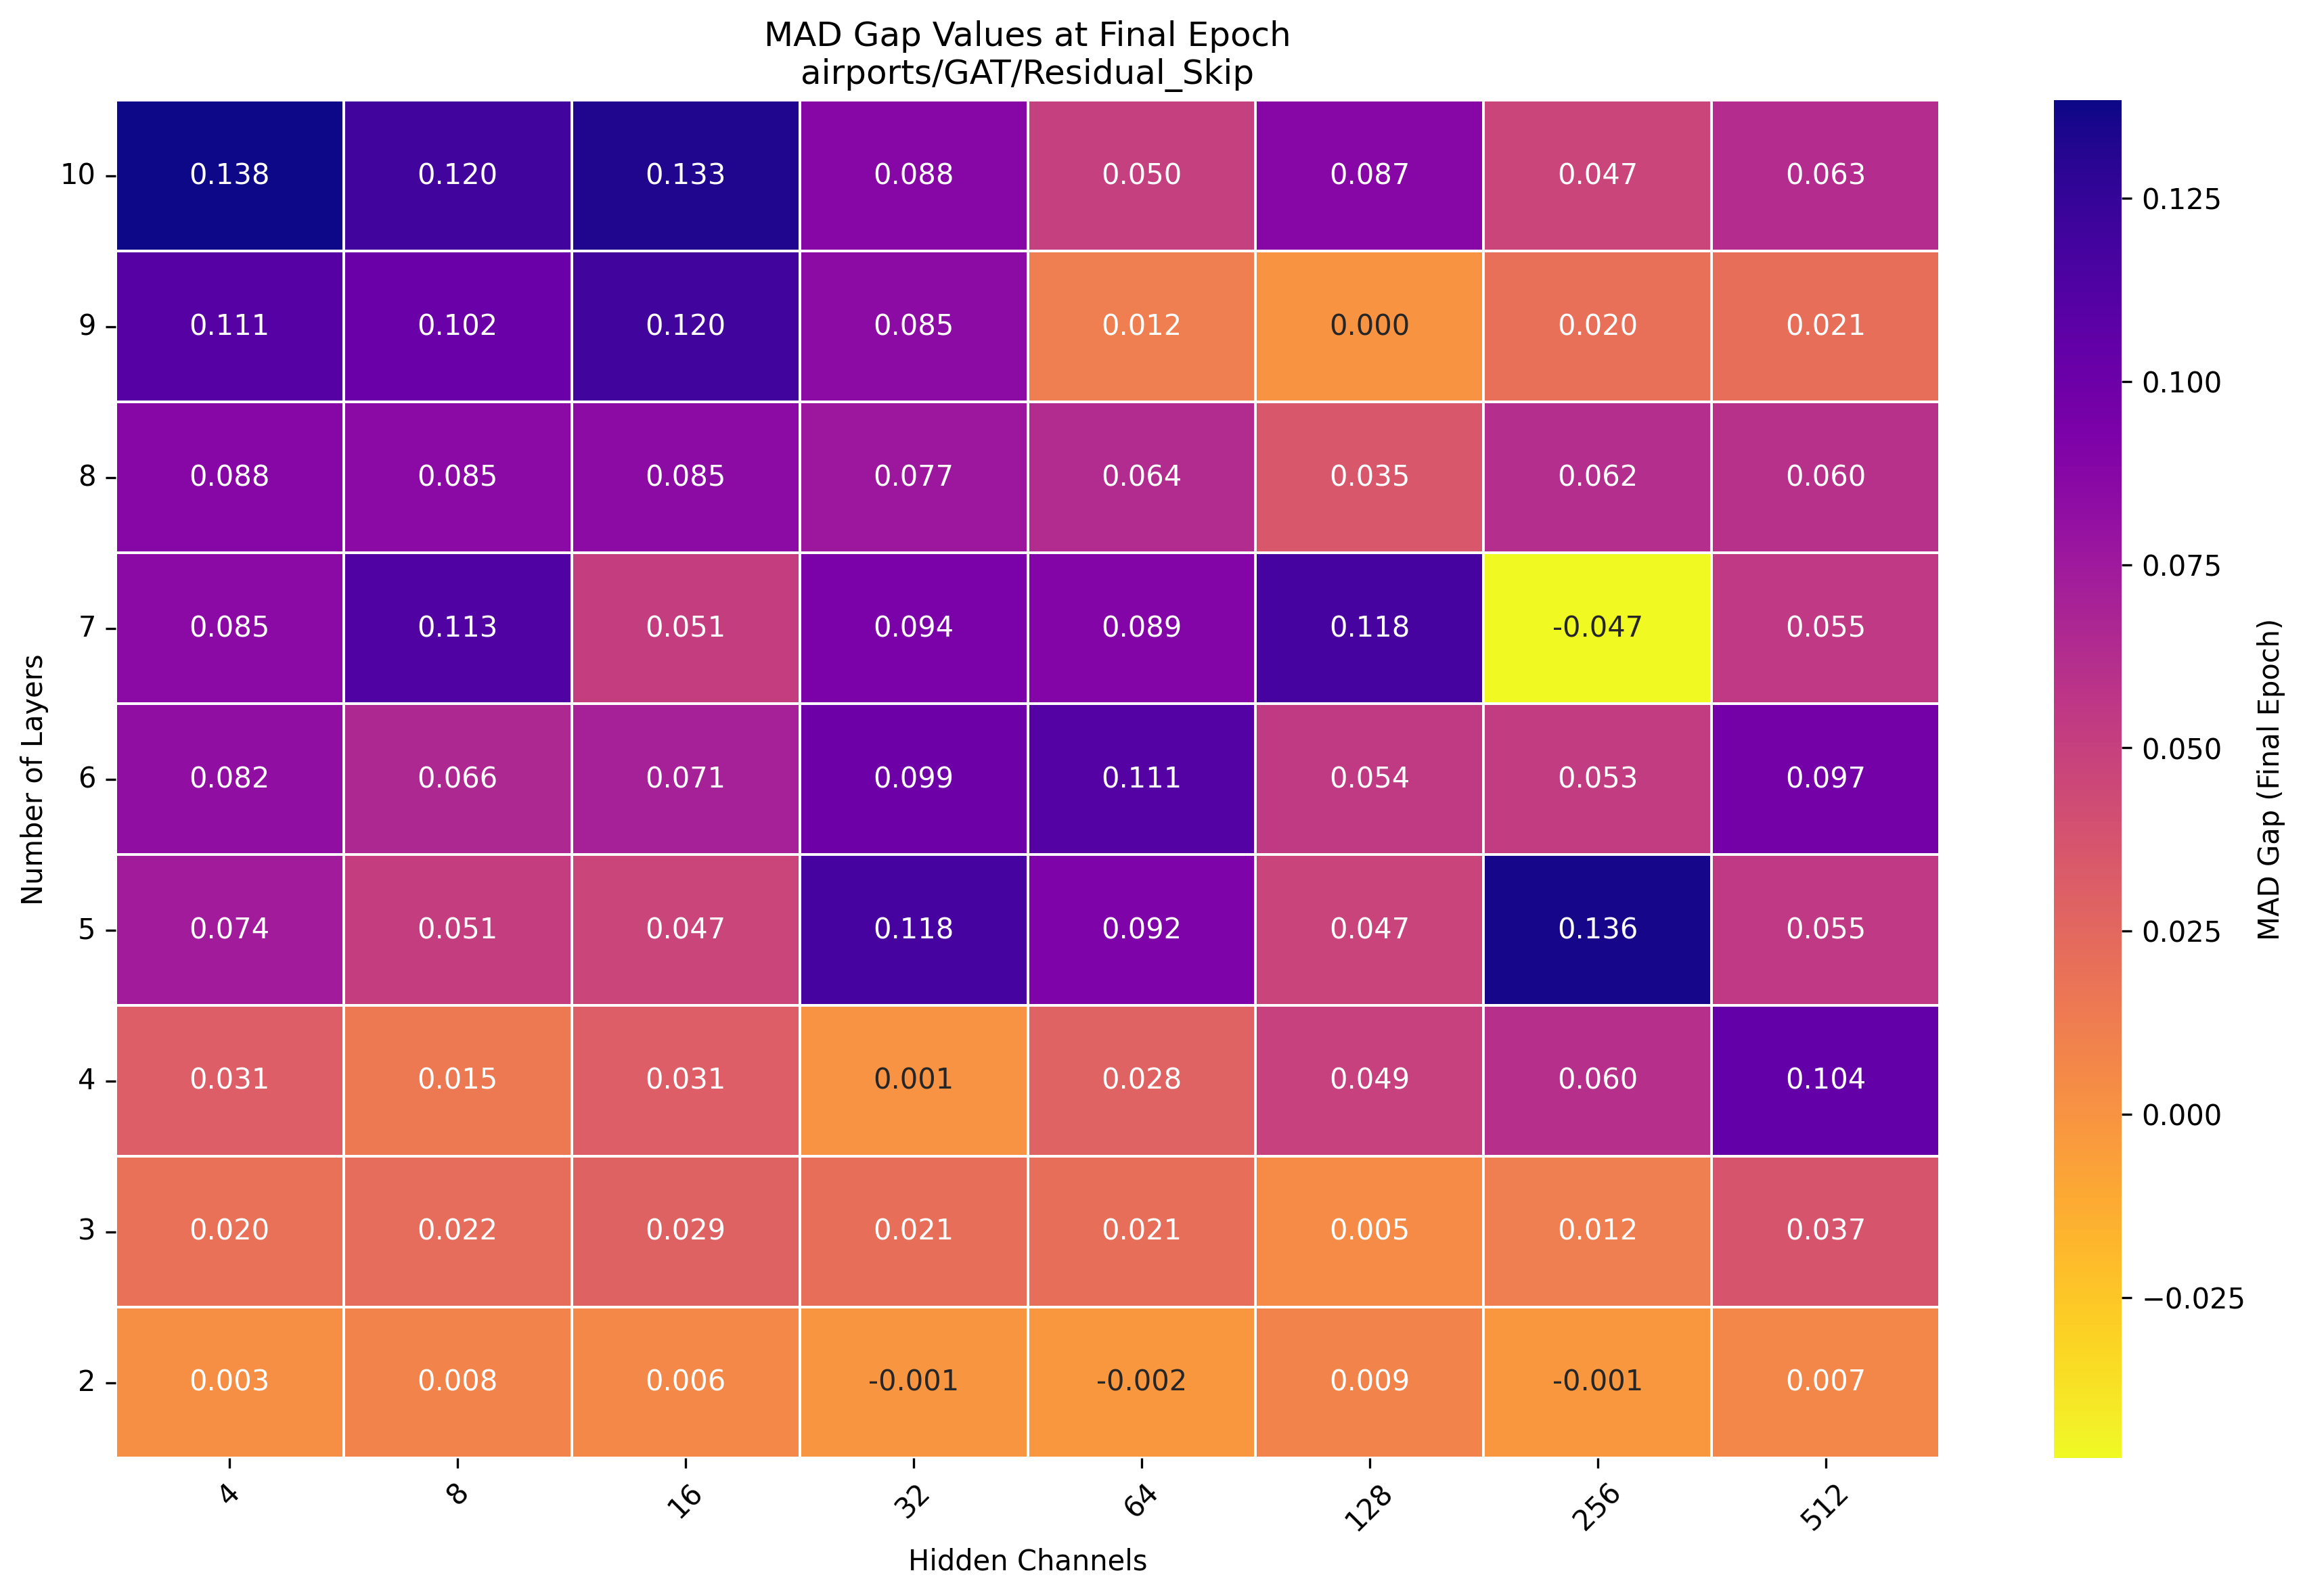 MAD Gap Values at Final Epoch
airports/GAT/Residual_Skip
Number of Layers
10 0.138 0.120 0.133 0.088 0.050 0.087 0.047 0.063
9 0.111 0.102 0.120 0.085 0.012 0.000 0.020 0.021
8 0.088 0.085 0.085 0.077 0.064 0.035 0.062 0.060
7 0.085 0.113 0.051 0.094 0.089 0.118 -0.047 0.055
6 0.082 0.066 0.071 0.099 0.111 0.054 0.053 0.097
5 0.074 0.051 0.047 0.118 0.092 0.047 0.136 0.055
4 0.031 0.015 0.031 0.001 0.028 0.049 0.060 0.104
3 0.020 0.022 0.029 0.021 0.021 0.005 0.012 0.037
2 0.003 0.008 0.006 -0.001 -0.002 0.009 -0.001 0.007
4 8 16 32 64 128 256 512
Hidden Channels
0.125
0.100
0.075
0.050
0.025
0.000
−0.025
MAD Gap (Final Epoch)